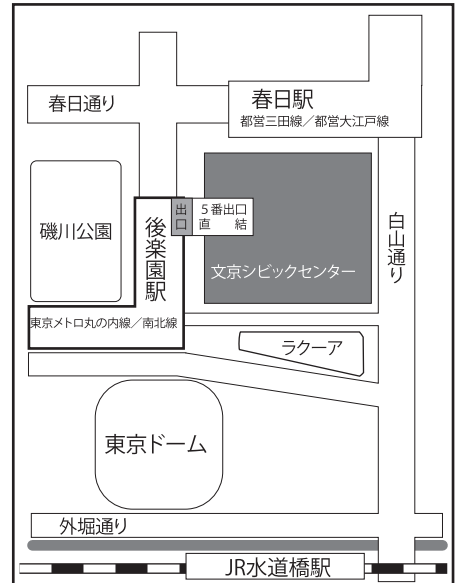 春日通り
春日駅
都営三田線／都営大江戸線
磯川公園
後楽園駅
出口
5番出口
直結
文京シビックセンター
白山通り
東京メトロ丸の内線／南北線
ラクーア
東京ドーム
外堀通り
JR水道橋駅